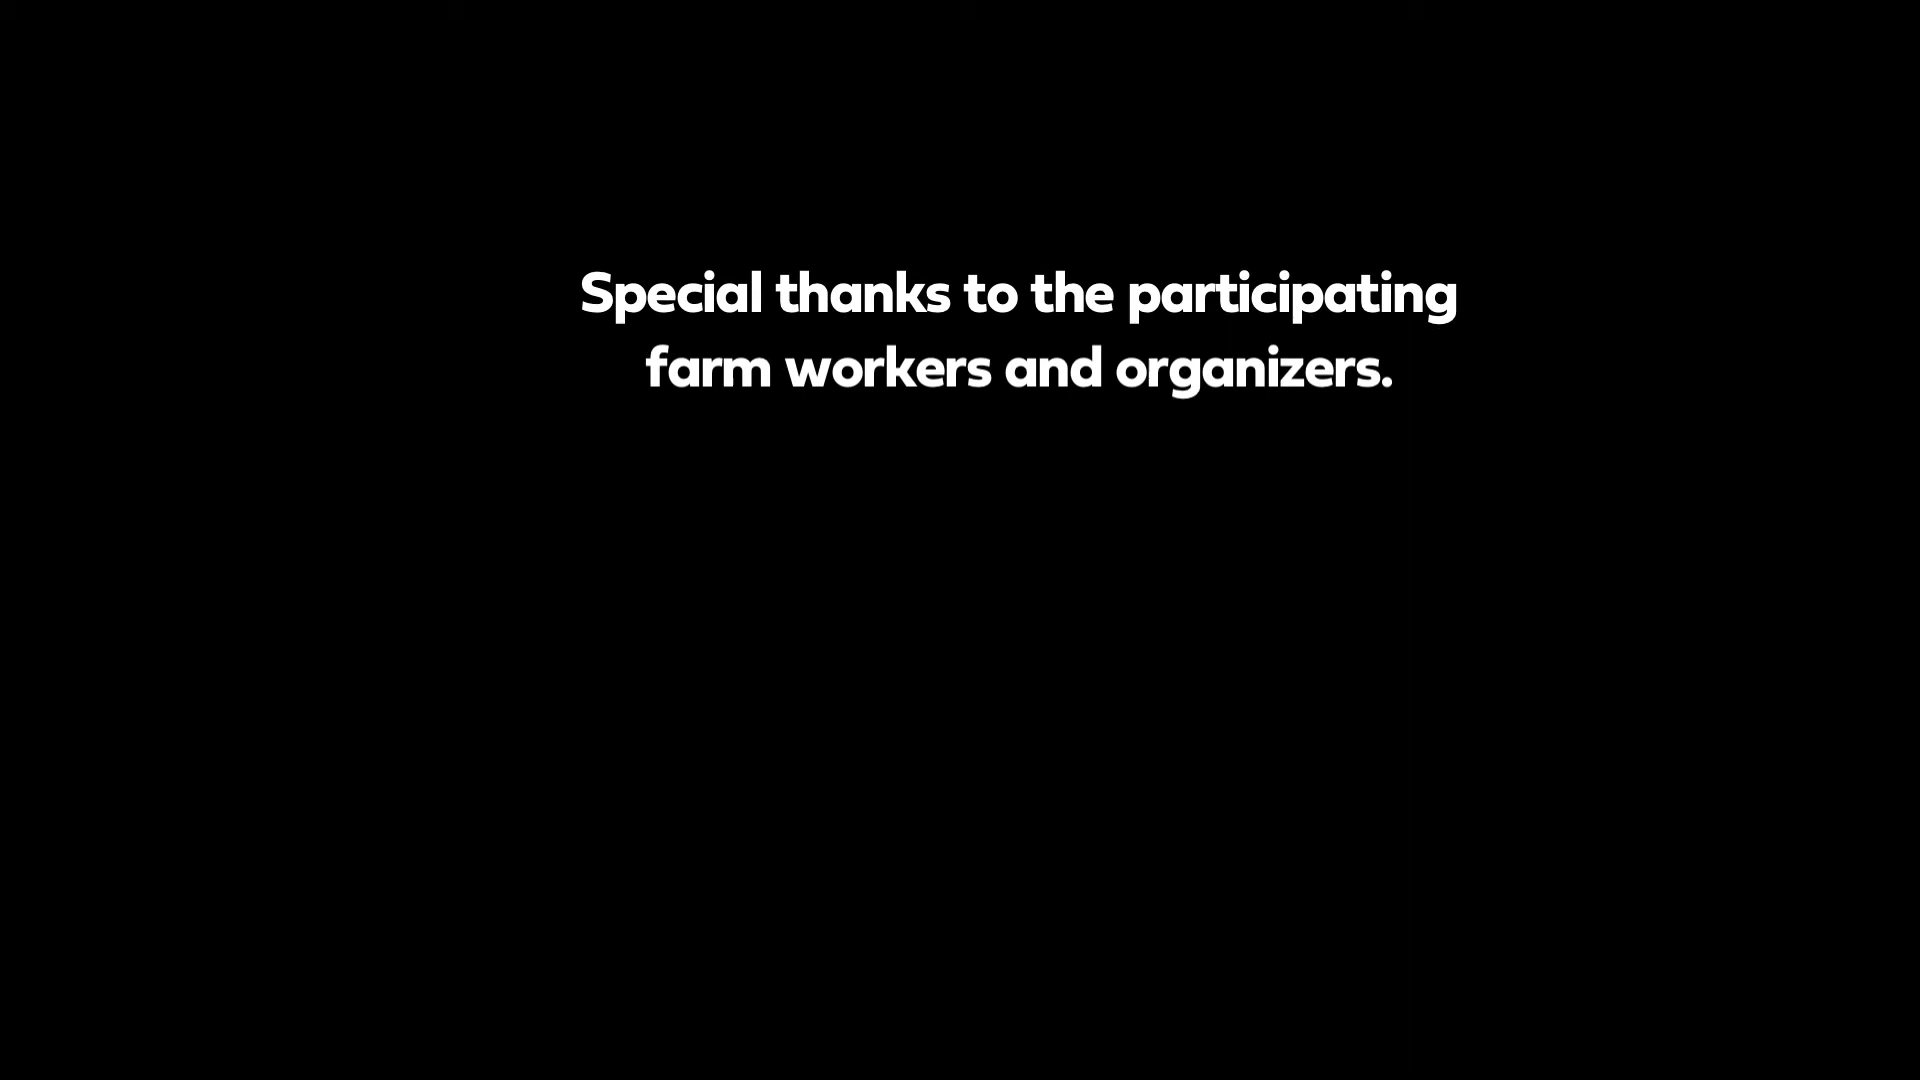 Special thanks to the participating
farm workers and organizers.